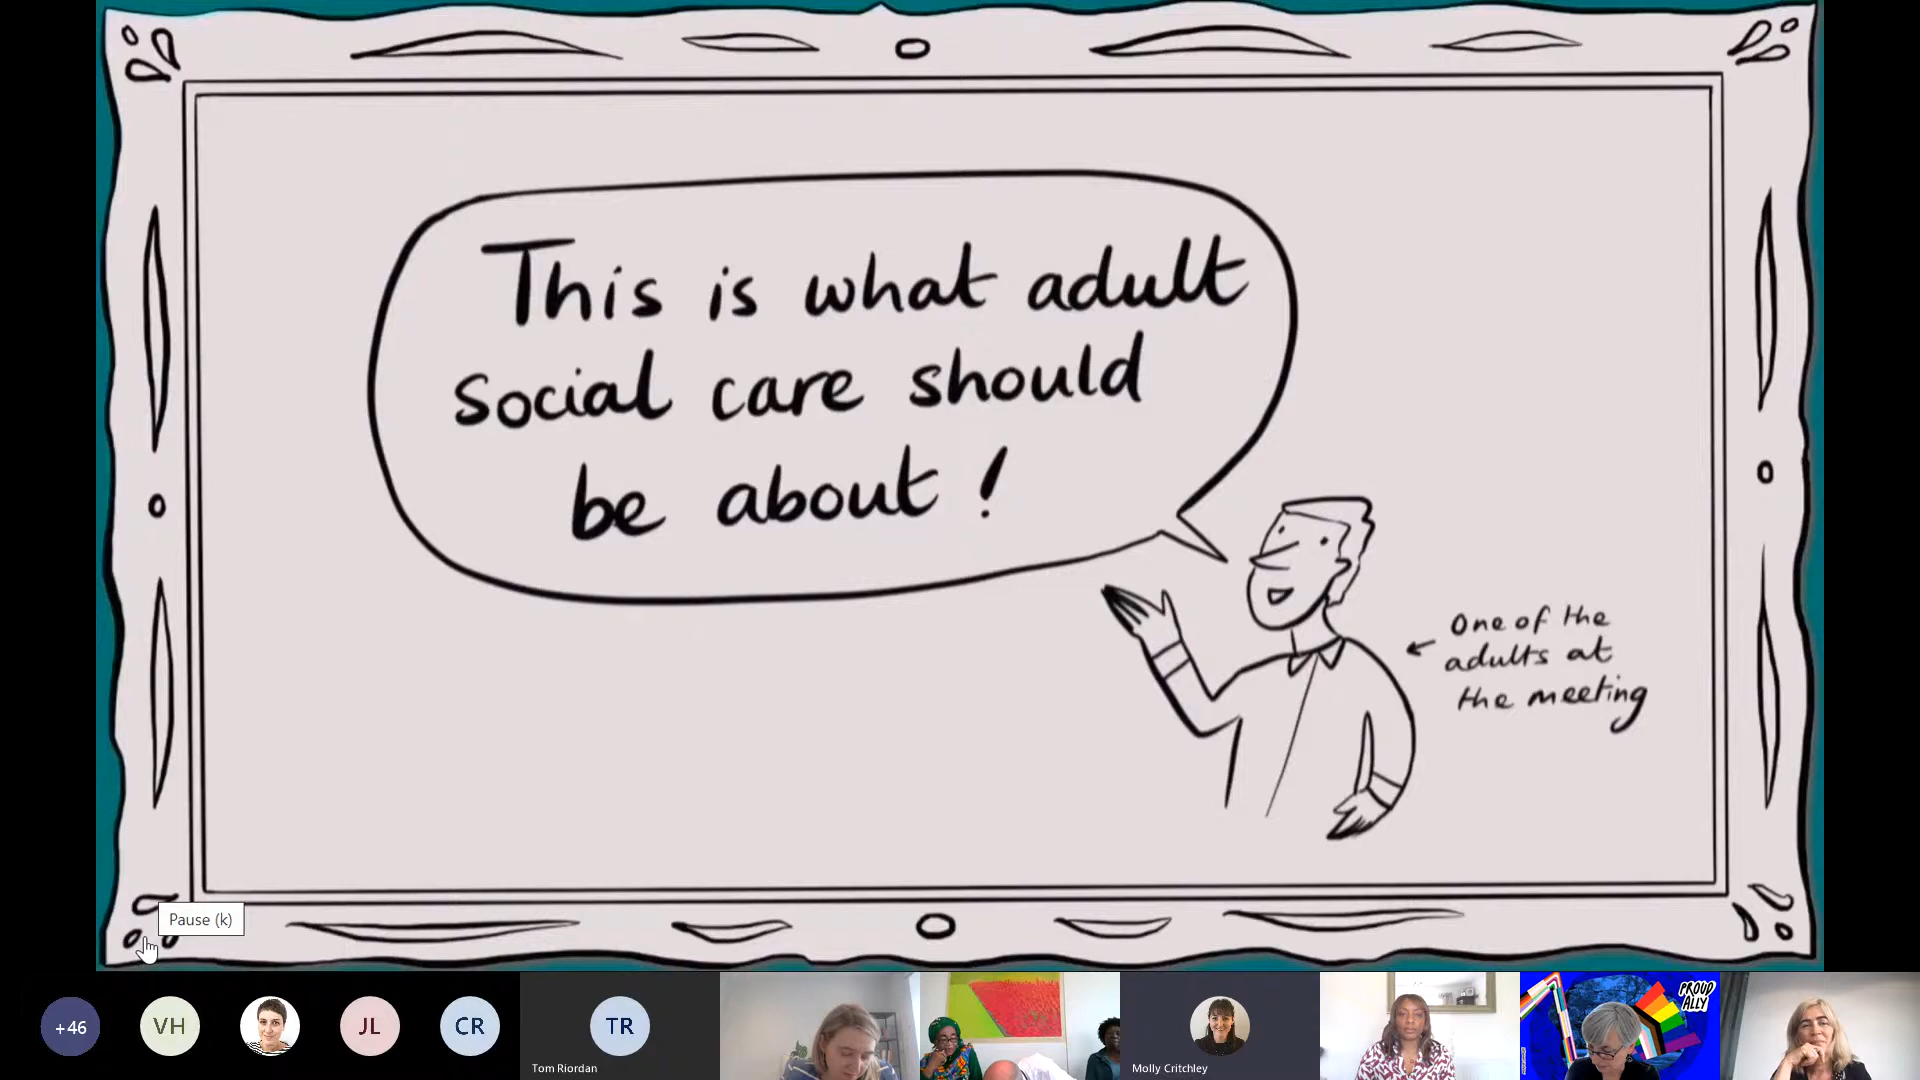 This is what adult
social care should
be about!
One of the
adults at
the meeting
Pause (k)
+46
VH
JL
CR
TR
Tom Riordan
Molly Critchley
PROUD
ALLY